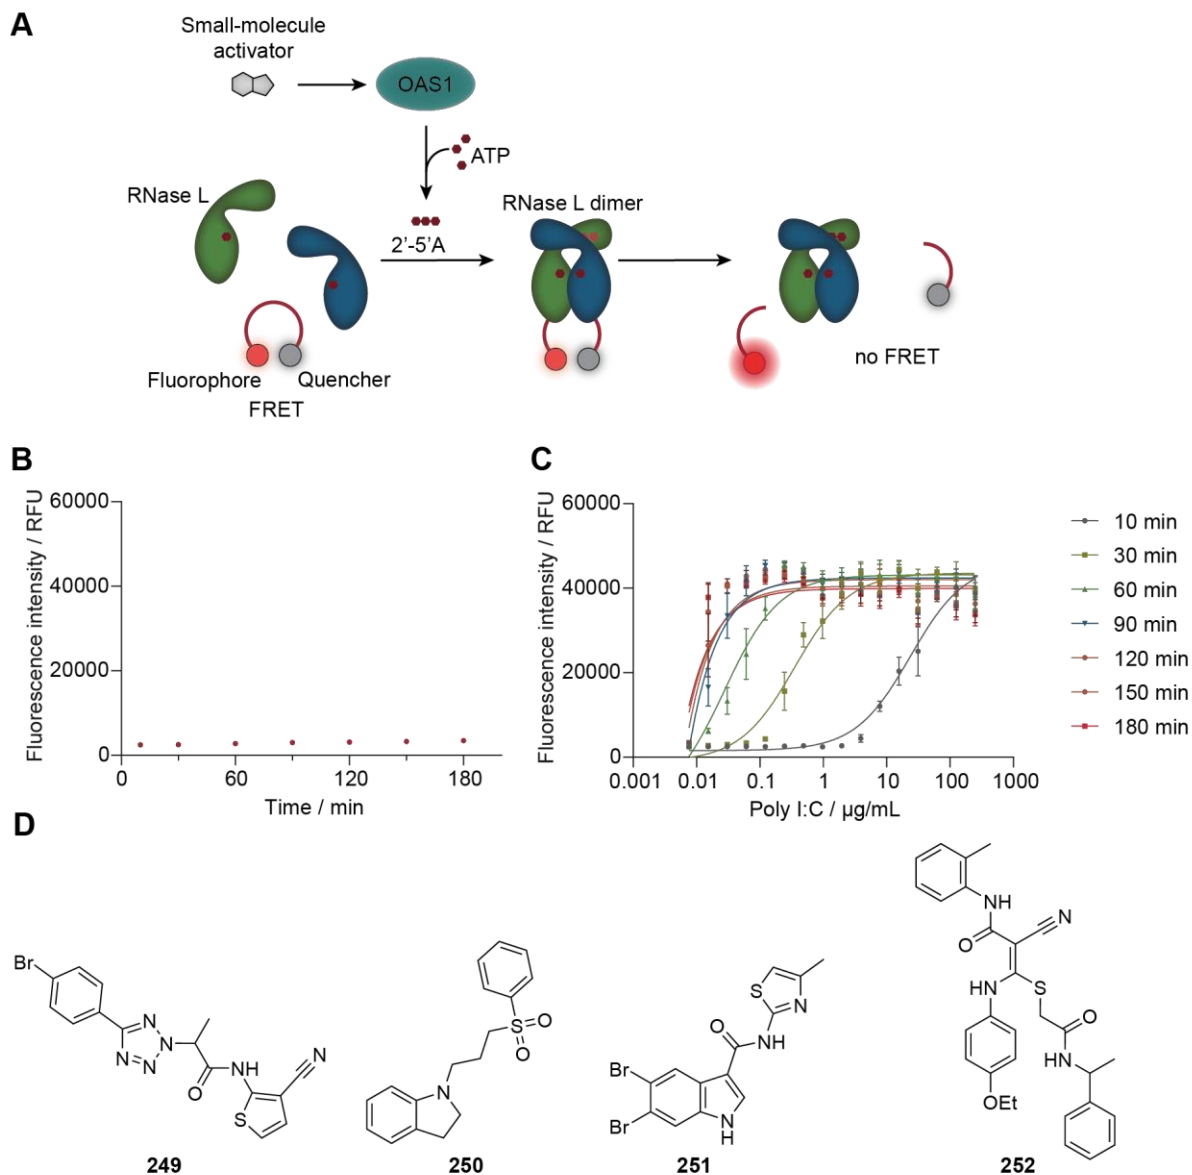 A
Small-molecule
activator
OAS1
ATP
RNase L
2'-5'A
RNase L dimer
Fluorophore
Quencher
FRET
no FRET
B
Fluorescence intensity / RFU
60000
40000
20000
0
0
60
120
180
Time / min
C
Fluorescence intensity / RFU
60000
40000
20000
0
0.001
0.01
0.1
1
10
100
1000
Poly I:C / µg/mL
10 min
30 min
60 min
90 min
120 min
150 min
180 min
D
Br
N
N
N
N
O
NH
N
S
249
S
O
O
N
250
Br
Br
O
NH
S
N
N
H
251
NH
O
N
HN
S
O
N
H
OEt
252